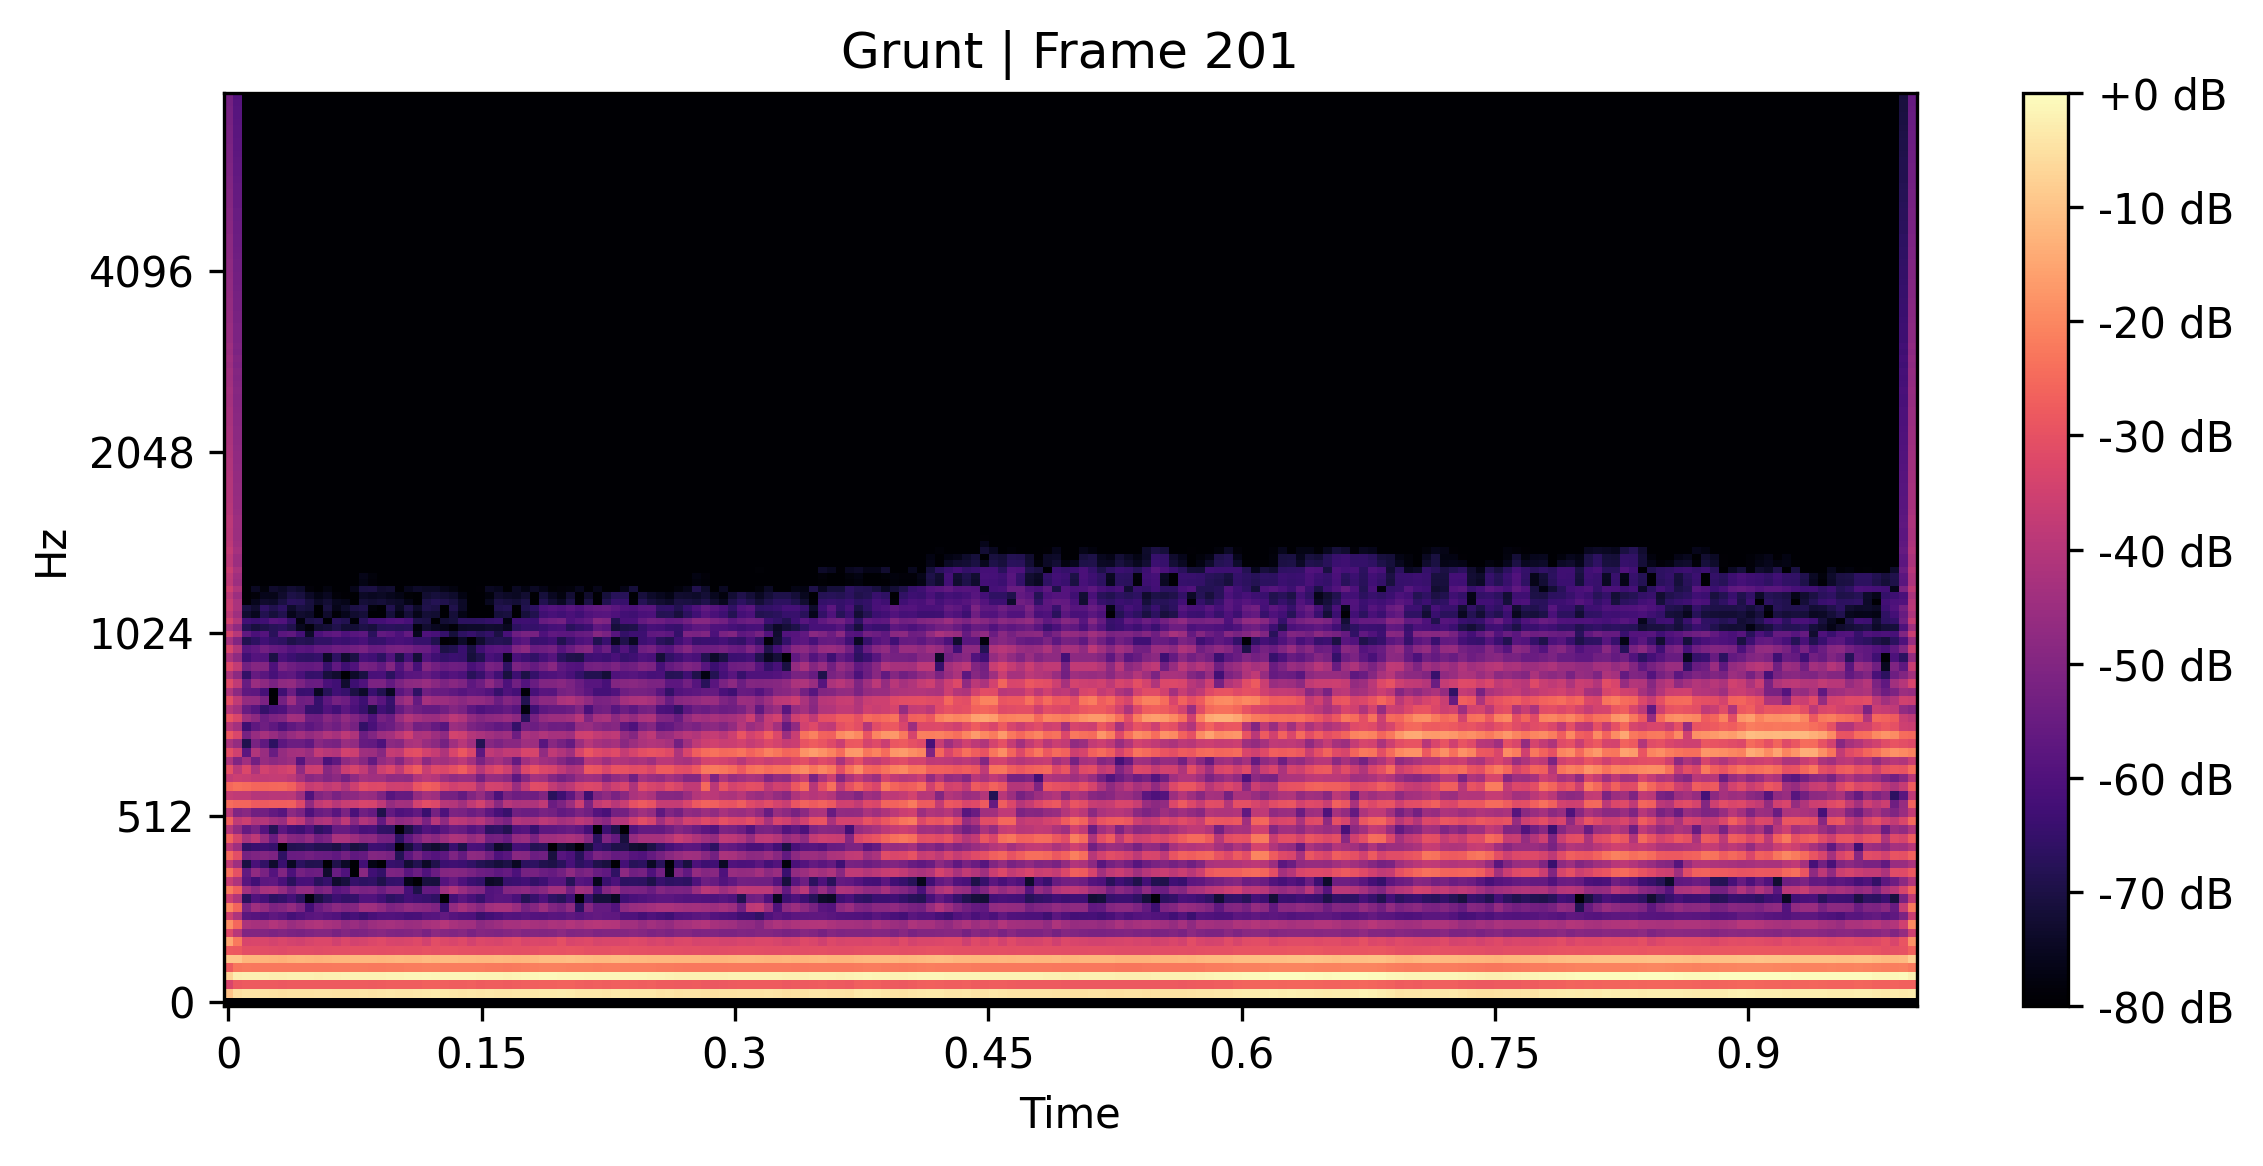 Grunt | Frame 201
Hz
4096
2048
1024
512
0
0 0.15 0.3 0.45 0.6 0.75 0.9
Time
+0 dB
-10 dB
-20 dB
-30 dB
-40 dB
-50 dB
-60 dB
-70 dB
-80 dB